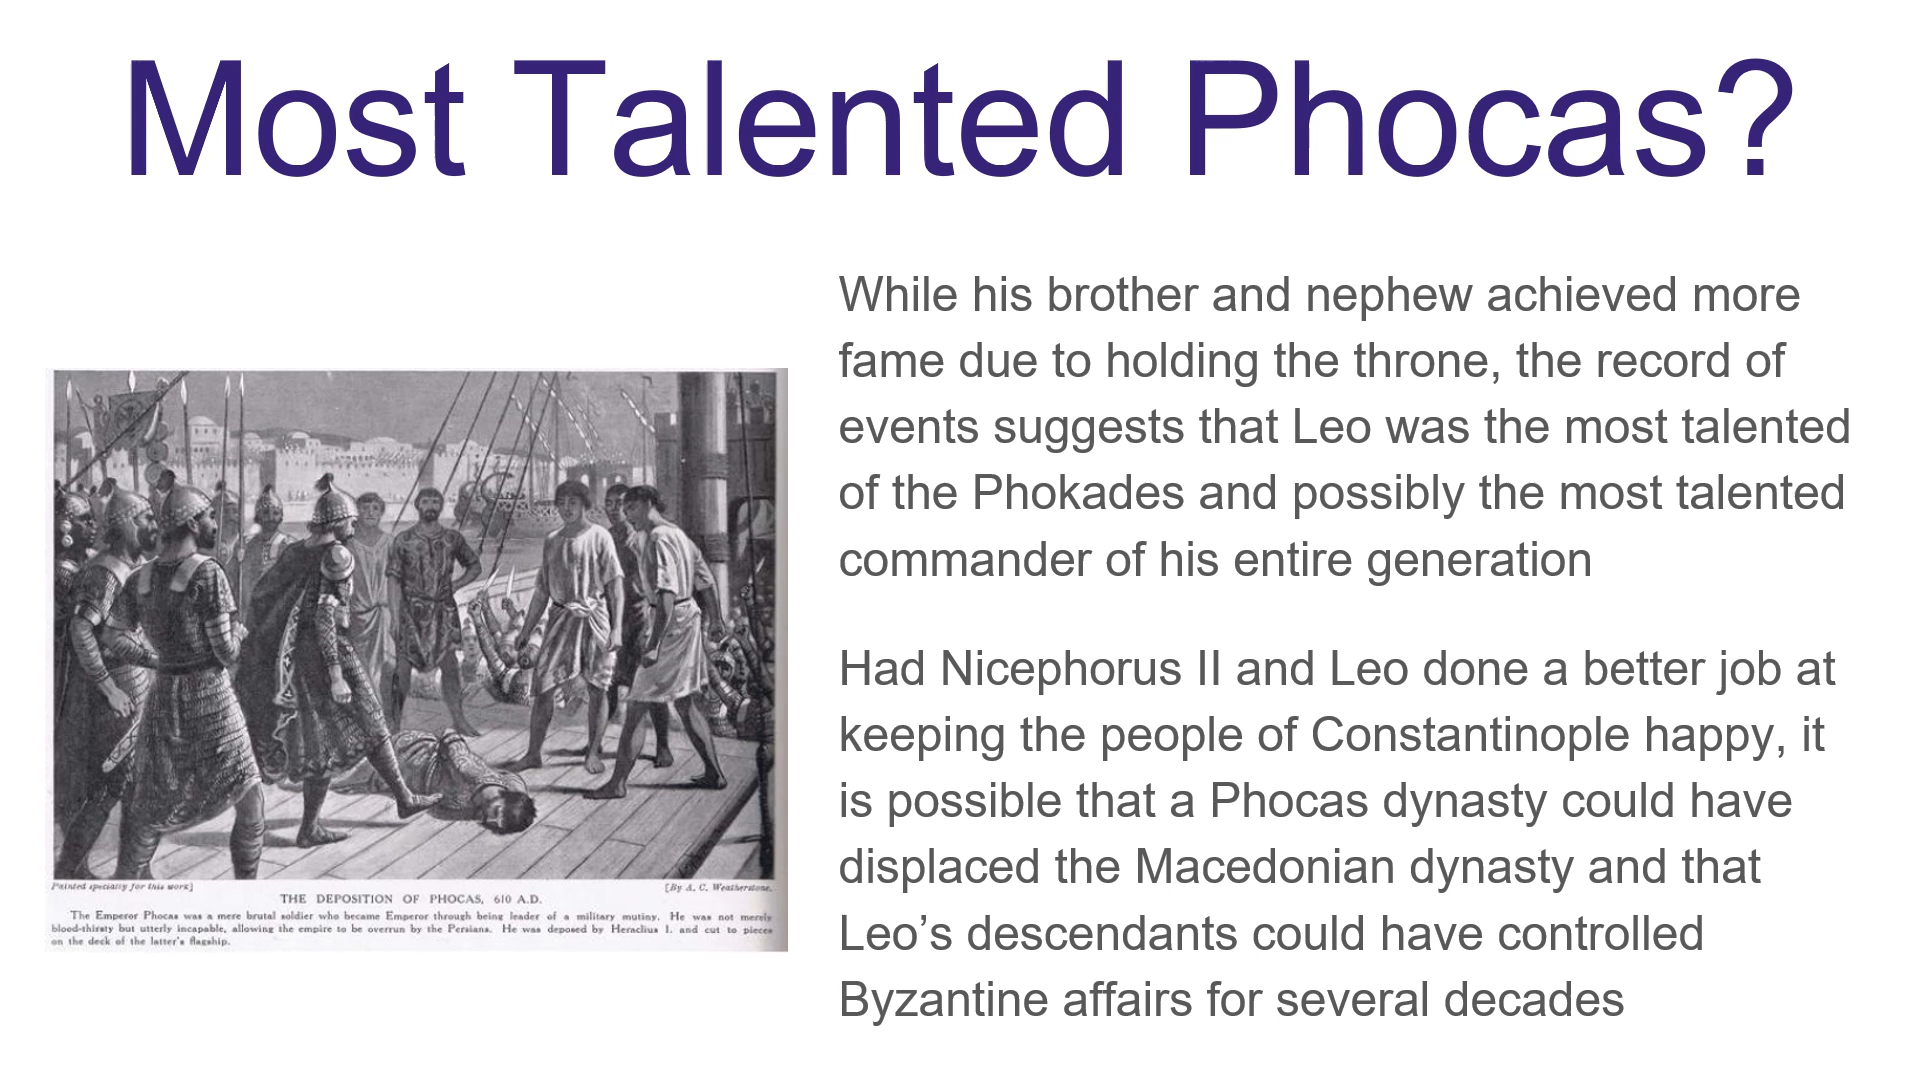 Most Talented Phocas?
While his brother and nephew achieved more
fame due to holding the throne, the record of
events suggests that Leo was the most talented
of the Phokades and possibly the most talented
commander of his entire generation
Had Nicephorus II and Leo done a better job at
keeping the people of Constantinople happy, it
is possible that a Phocas dynasty could have
displaced the Macedonian dynasty and that
Leo’s descendants could have controlled
Byzantine affairs for several decades
Painted specially for this work]
[By A. C. Weatherstone.
THE DEPOSITION OF PHOCAS, 610 A.D.
The Emperor Phocas was a mere brutal soldier who became Emperor through being leader of a military mutiny. He was not merely
blood-thirsty but utterly incapable, allowing the empire to be overrun by the Persians. He was deposed by Heraclius I. and cut to pieces
on the deck of the latter's flagship.